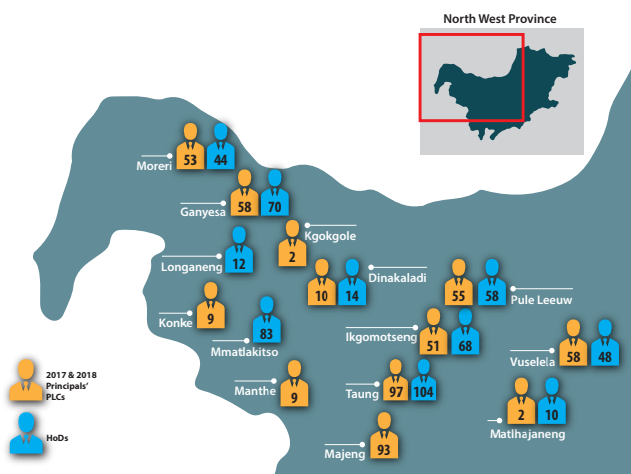 North West Province
Moreri
53
44
Ganyesa
58
70
Kgokgole
2
Longaneng
12
Dinakaladi
10
14
55
58
Pule Leeuw
Konke
9
Mmatlakitso
83
Ikgomotseng
51
68
Vuselela
58
48
2017 & 2018
Principals'
PLCs
HoDs
Manthe
9
Taung
97
104
2
10
Matlhajaneng
Majeng
93